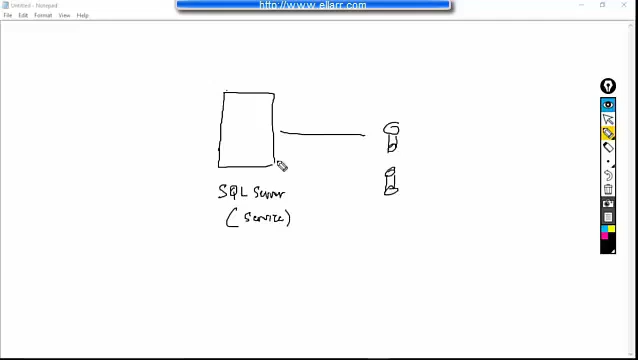 Untitled - Notepad
http://www.ellarr.com
File Edit Format View Help
SQL Server
(Service)